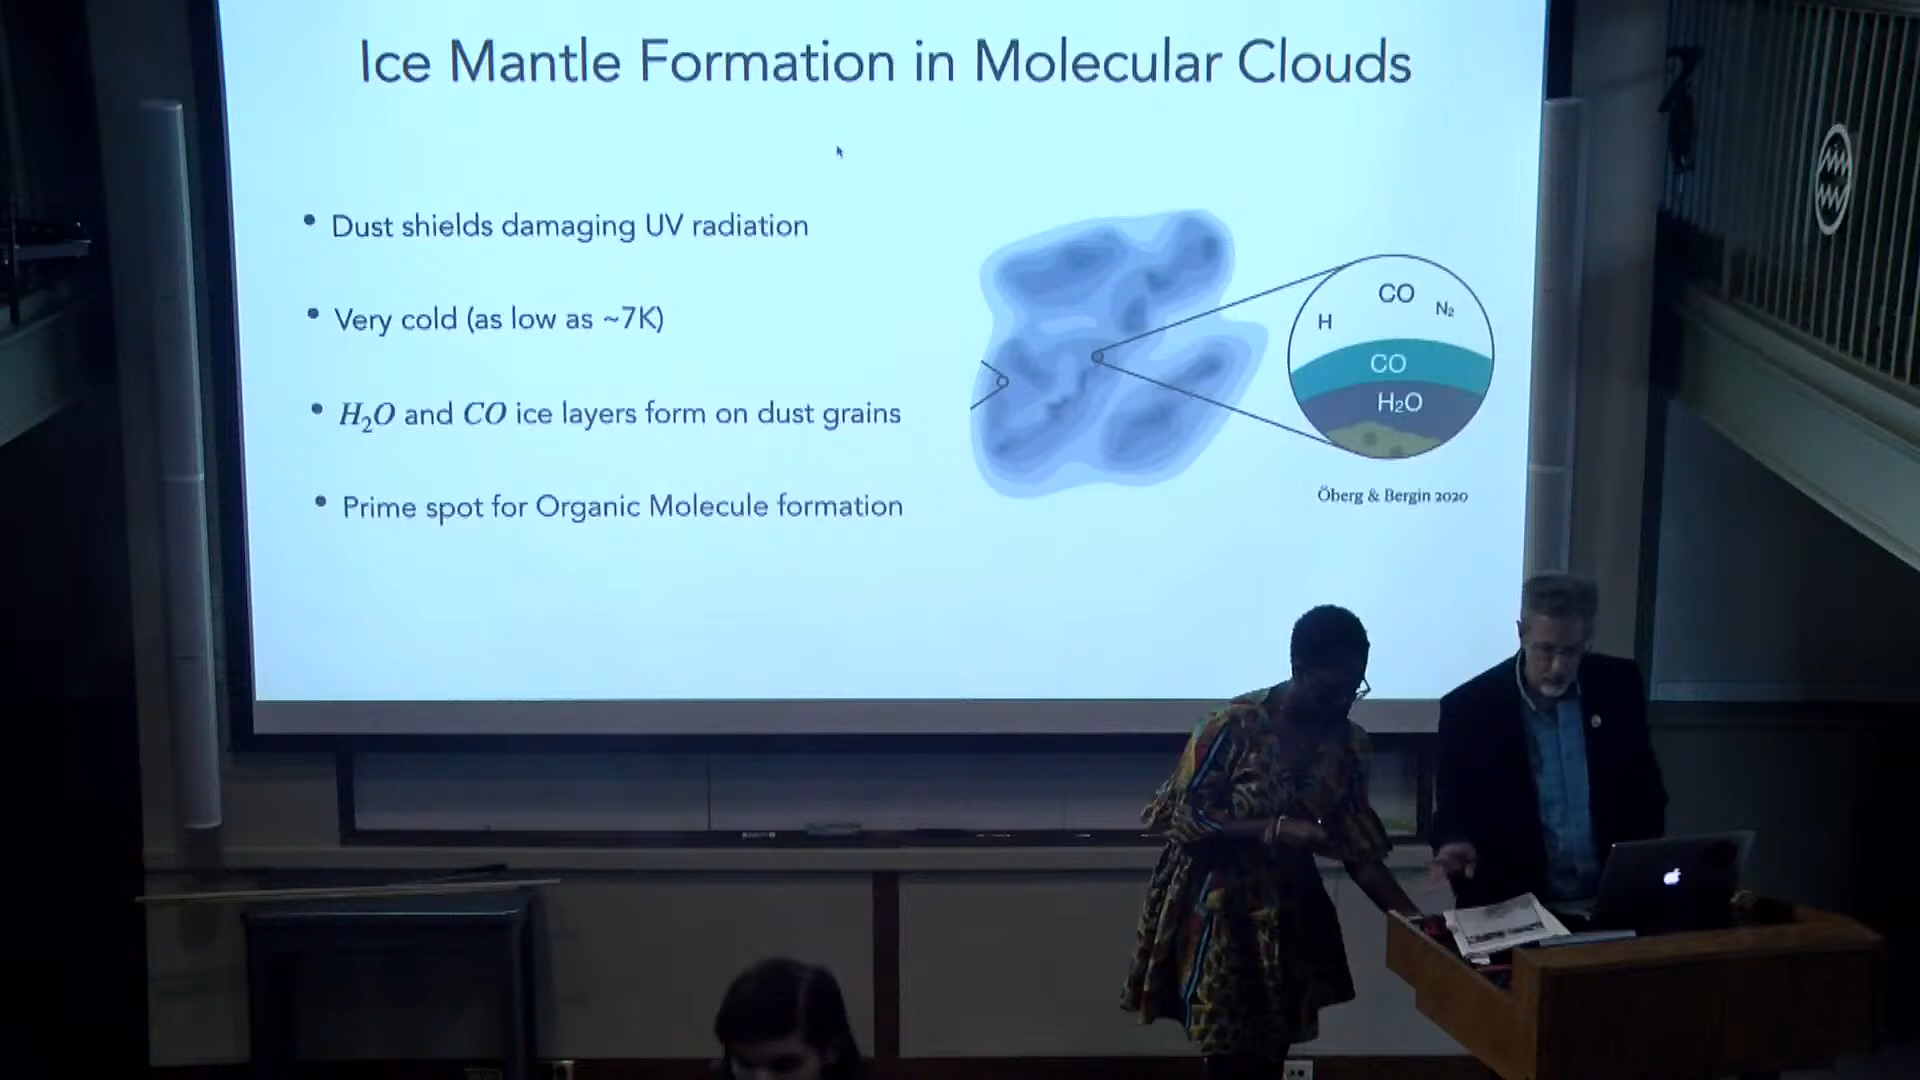 Ice Mantle Formation in Molecular Clouds
• Dust shields damaging UV radiation
• Very cold (as low as ~7K)
• H₂O and CO ice layers form on dust grains
• Prime spot for Organic Molecule formation
CO
H
N₂
CO
H₂O
Öberg & Bergin 2020